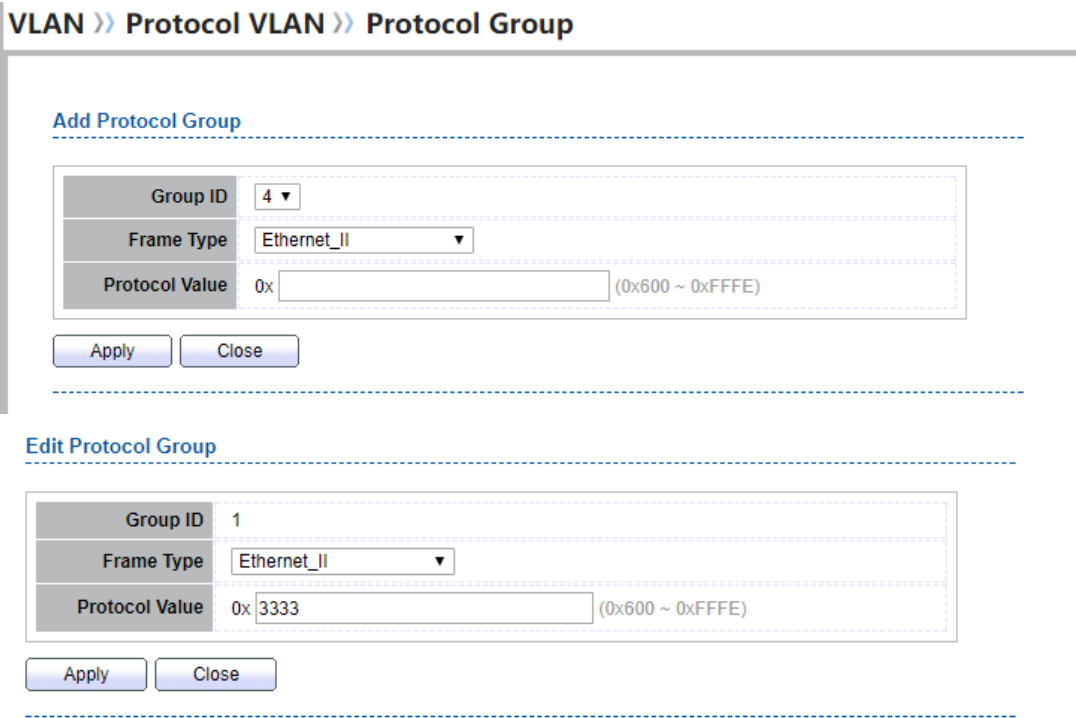 VLAN 》 Protocol VLAN 》 Protocol Group
Add Protocol Group
Group ID 4 ▼
Frame Type Ethernet_II ▼
Protocol Value 0x (0x600 ~ 0xFFFE)
Apply Close
Edit Protocol Group
Group ID 1
Frame Type Ethernet_II ▼
Protocol Value 0x 3333 (0x600 ~ 0xFFFE)
Apply Close